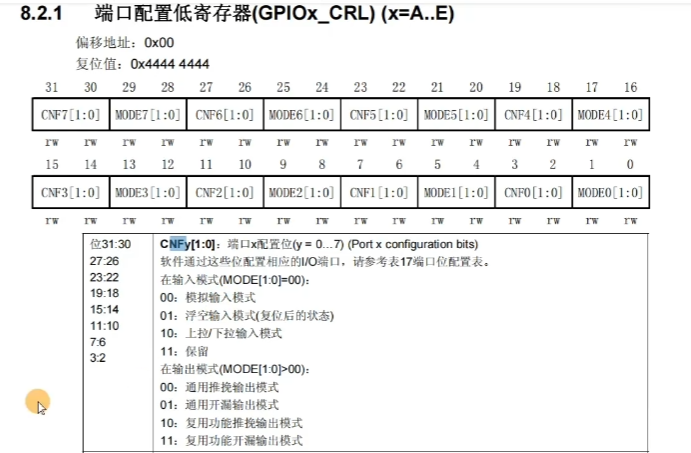 8.2.1 端口配置低寄存器(GPIOx_CRL) (x=A..E)
偏移地址：0x00
复位值：0x4444 4444
31 30 29 28 27 26 25 24 23 22 21 20 19 18 17 16
CNF7[1:0] MODE7[1:0] CNF6[1:0] MODE6[1:0] CNF5[1:0] MODE5[1:0] CNF4[1:0] MODE4[1:0]
rw rw rw rw rw rw rw rw rw rw rw rw rw rw rw rw
15 14 13 12 11 10 9 8 7 6 5 4 3 2 1 0
CNF3[1:0] MODE3[1:0] CNF2[1:0] MODE2[1:0] CNF1[1:0] MODE1[1:0] CNF0[1:0] MODE0[1:0]
rw rw rw rw rw rw rw rw rw rw rw rw rw rw rw rw
位31:30
27:26
23:22
19:18
15:14
11:10
7:6
3:2
CNFy[1:0]：端口x配置位(y = 0…7) (Port x configuration bits)
软件通过这些位配置相应的I/O端口，请参考表17端口位配置表。
在输入模式(MODE[1:0]=00)：
00：模拟输入模式
01：浮空输入模式(复位后的状态)
10：上拉/下拉输入模式
11：保留
在输出模式(MODE[1:0]>00)：
00：通用推挽输出模式
01：通用开漏输出模式
10：复用功能推挽输出模式
11：复用功能开漏输出模式